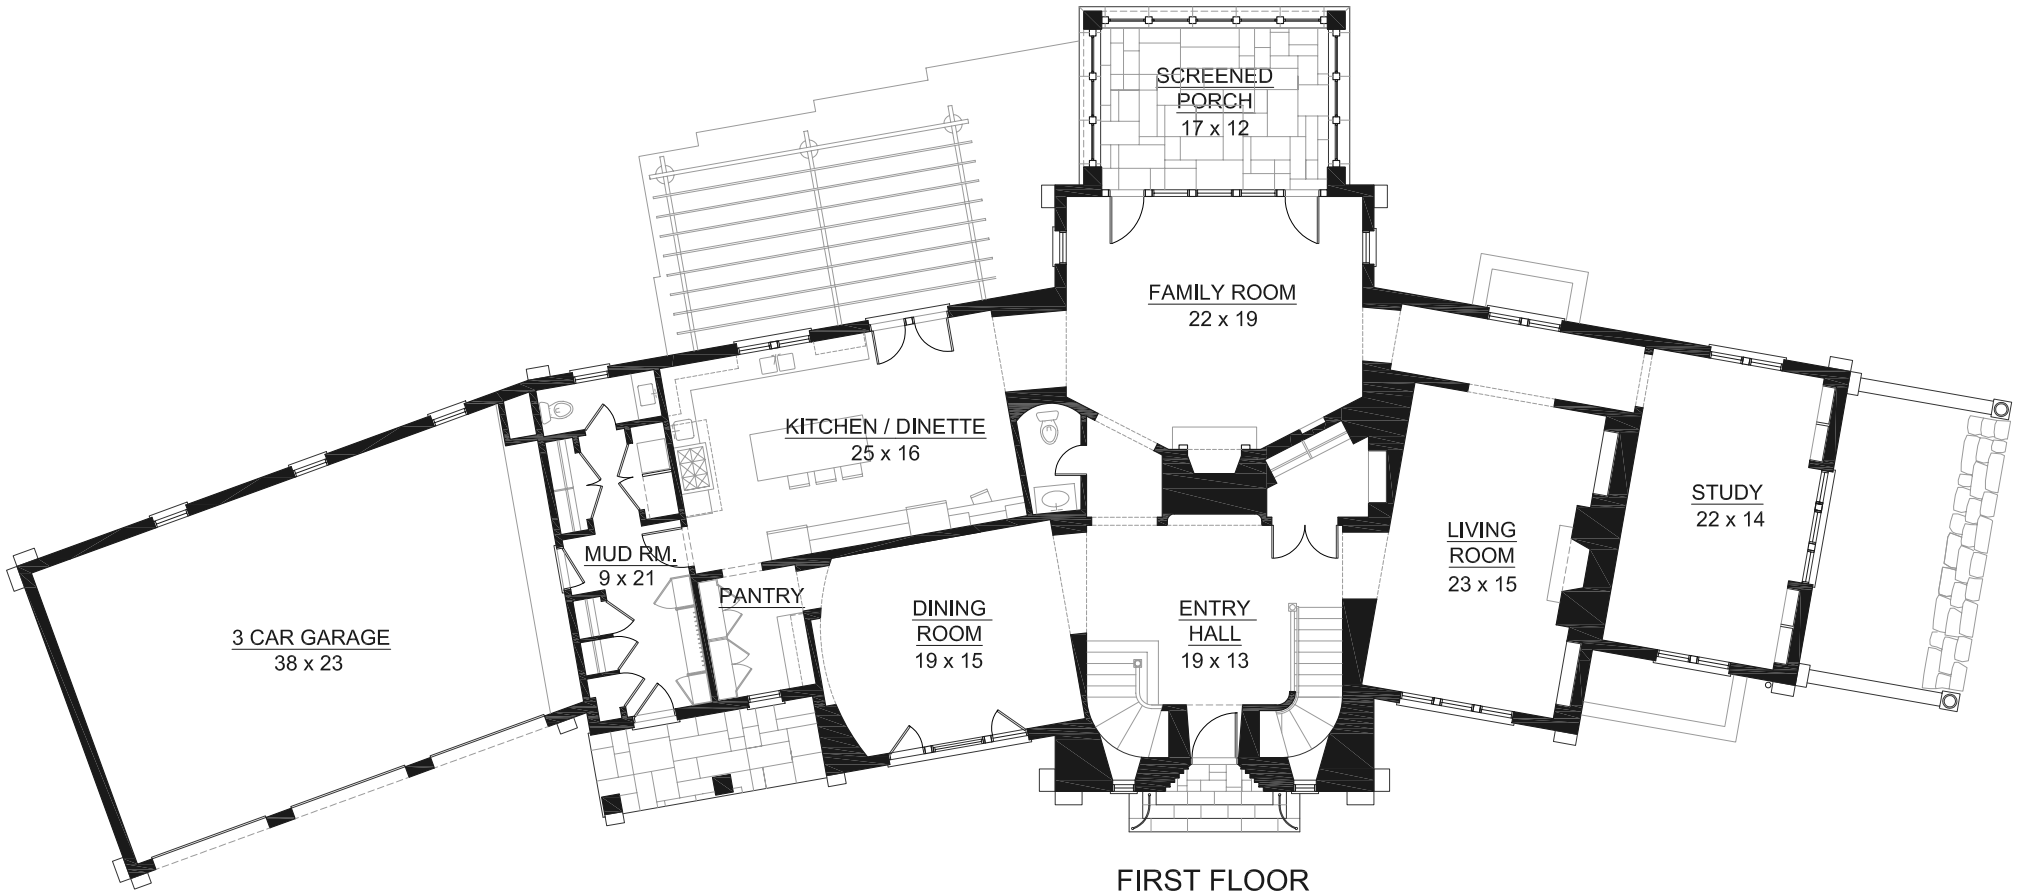 SCREENED
PORCH
17 x 12
FAMILY ROOM
22 x 19
KITCHEN / DINETTE
25 x 16
STUDY
22 x 14
LIVING
ROOM
23 x 15
MUD RM.
9 x 21
PANTRY
DINING
ROOM
19 x 15
ENTRY
HALL
19 x 13
3 CAR GARAGE
38 x 23
FIRST FLOOR